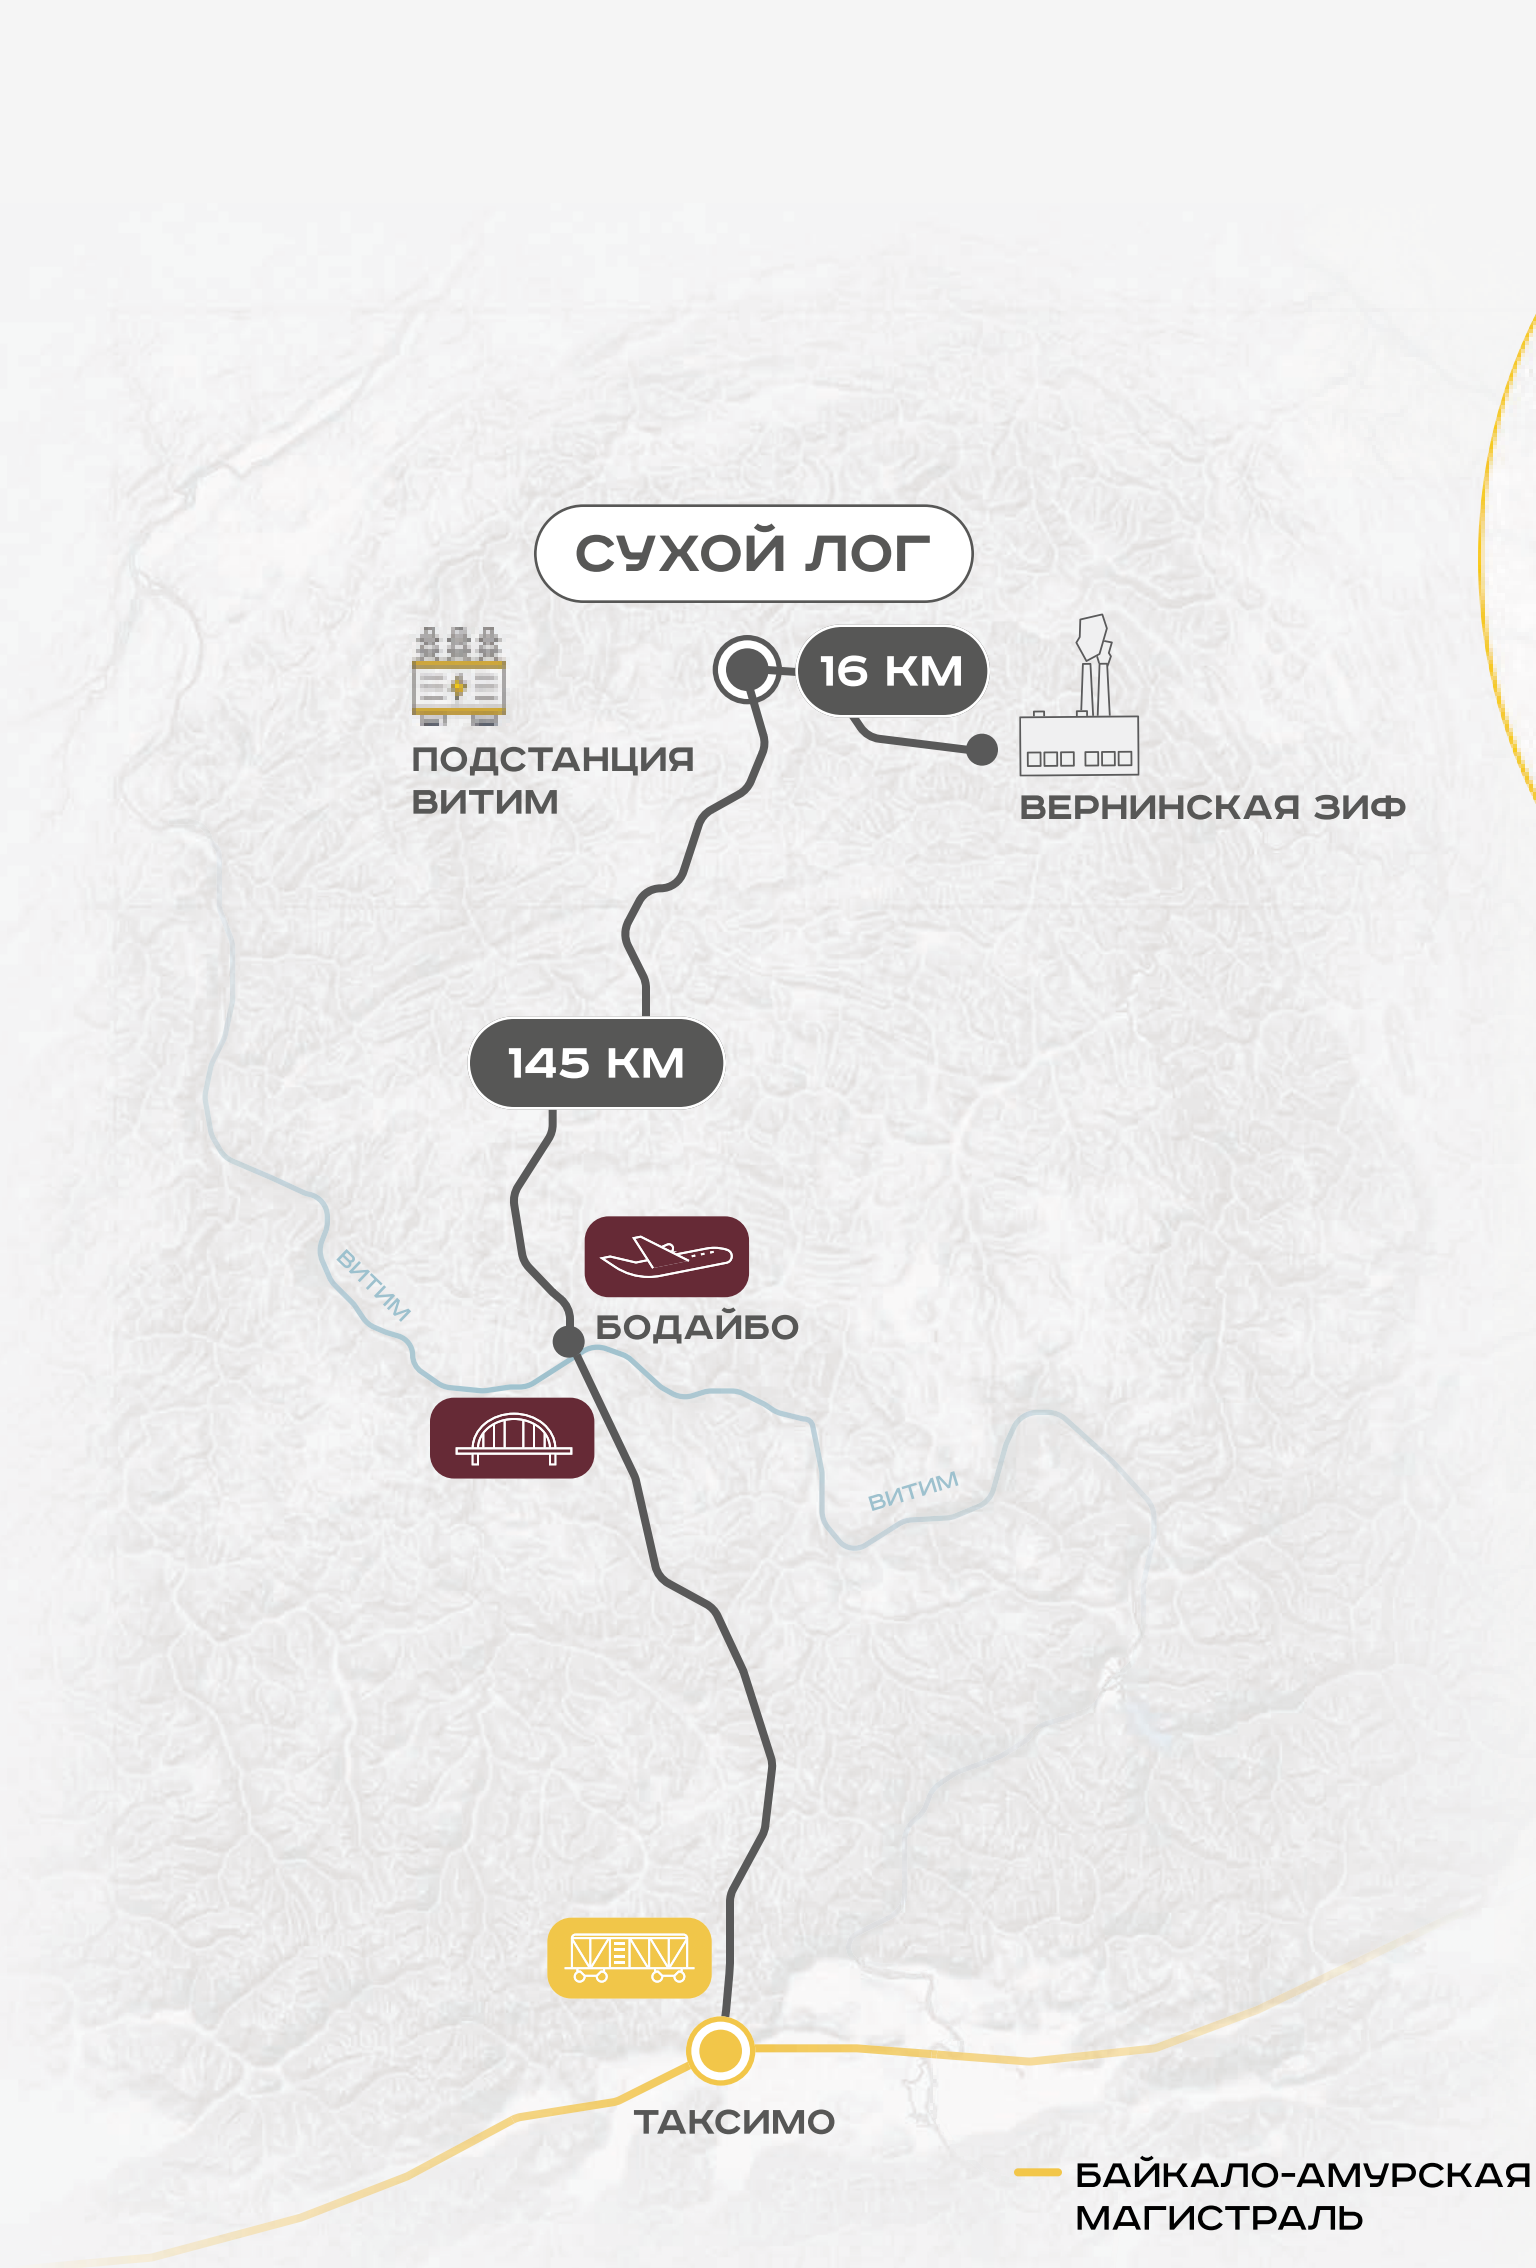 СУХОЙ ЛОГ
16 КМ
ПОДСТАНЦИЯ
ВИТИМ
ВЕРНИНСКАЯ ЗИФ
145 КМ
ВИТИМ
БОДАЙБО
ВИТИМ
ТАКСИМО
БАЙКАЛО-АМУРСКАЯ
МАГИСТРАЛЬ